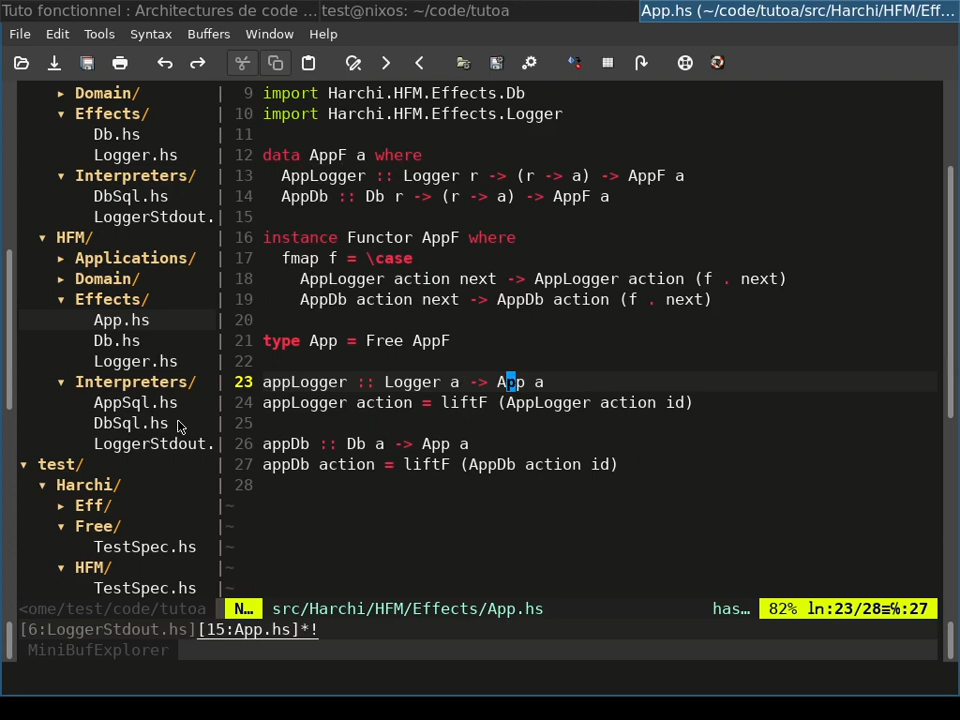 Tuto fonctionnel : Architectures de code ...
test@nixos: ~/code/tutoa
App.hs (~/code/tutoa/src/Harchi/HFM/Eff...
File Edit Tools Syntax Buffers Window Help
▸ Domain/
▾ Effects/
Db.hs
Logger.hs
▾ Interpreters/
DbSql.hs
LoggerStdout.
▾ HFM/
▸ Applications/
▸ Domain/
▾ Effects/
App.hs
Db.hs
Logger.hs
▾ Interpreters/
AppSql.hs
DbSql.hs
LoggerStdout.
▾ test/
▾ Harchi/
▸ Eff/
▾ Free/
TestSpec.hs
▾ HFM/
TestSpec.hs
<ome/test/code/tutoa
9 import Harchi.HFM.Effects.Db
10 import Harchi.HFM.Effects.Logger
11
12 data AppF a where
13   AppLogger :: Logger r -> (r -> a) -> AppF a
14   AppDb :: Db r -> (r -> a) -> AppF a
15
16 instance Functor AppF where
17   fmap f = \case
18     AppLogger action next -> AppLogger action (f . next)
19     AppDb action next -> AppDb action (f . next)
20
21 type App = Free AppF
22
23 appLogger :: Logger a -> App a
24 appLogger action = liftF (AppLogger action id)
25
26 appDb :: Db a -> App a
27 appDb action = liftF (AppDb action id)
28
~
~
~
~
~
N… src/Harchi/HFM/Effects/App.hs has… 82% ln:23/28≡℅:27
[6:LoggerStdout.hs][15:App.hs]*!
MiniBufExplorer